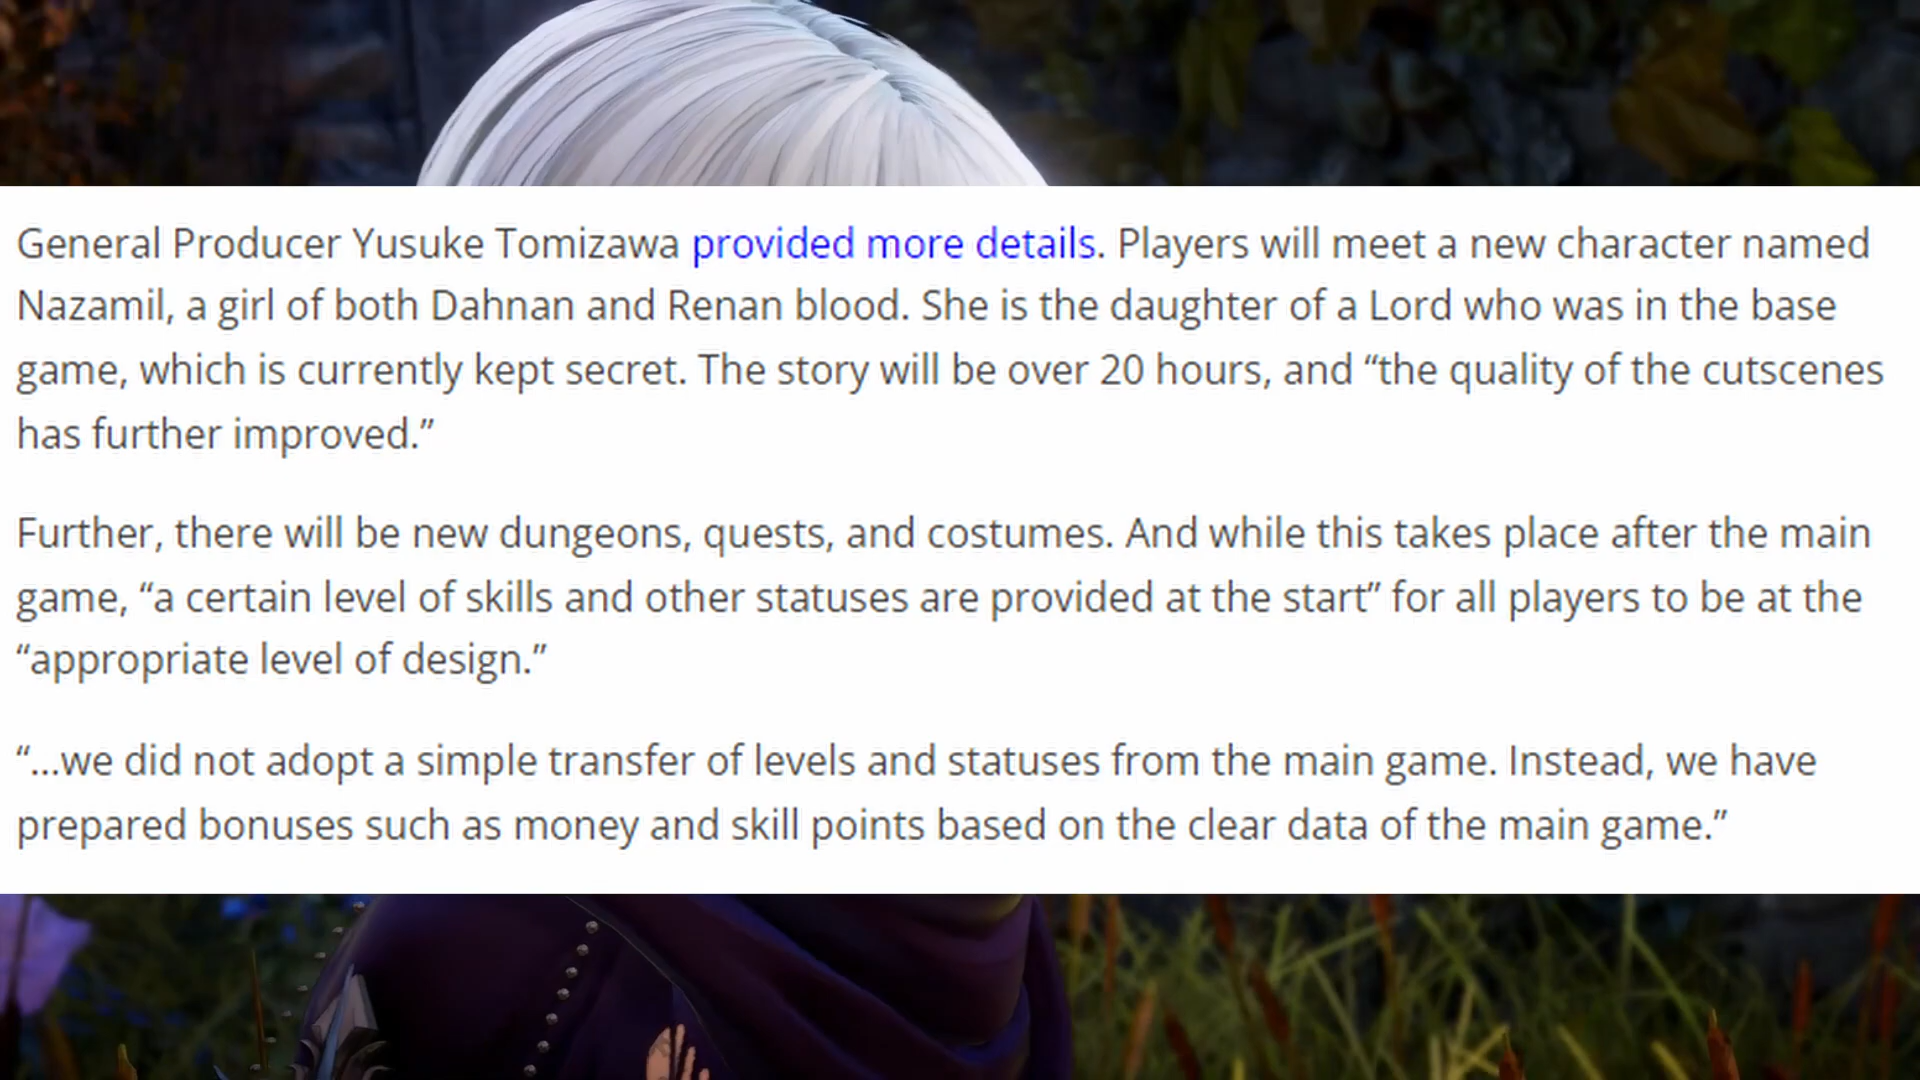 General Producer Yusuke Tomizawa provided more details. Players will meet a new character named
Nazamil, a girl of both Dahnan and Renan blood. She is the daughter of a Lord who was in the base
game, which is currently kept secret. The story will be over 20 hours, and “the quality of the cutscenes
has further improved.”
Further, there will be new dungeons, quests, and costumes. And while this takes place after the main
game, “a certain level of skills and other statuses are provided at the start” for all players to be at the
“appropriate level of design.”
“…we did not adopt a simple transfer of levels and statuses from the main game. Instead, we have
prepared bonuses such as money and skill points based on the clear data of the main game.”